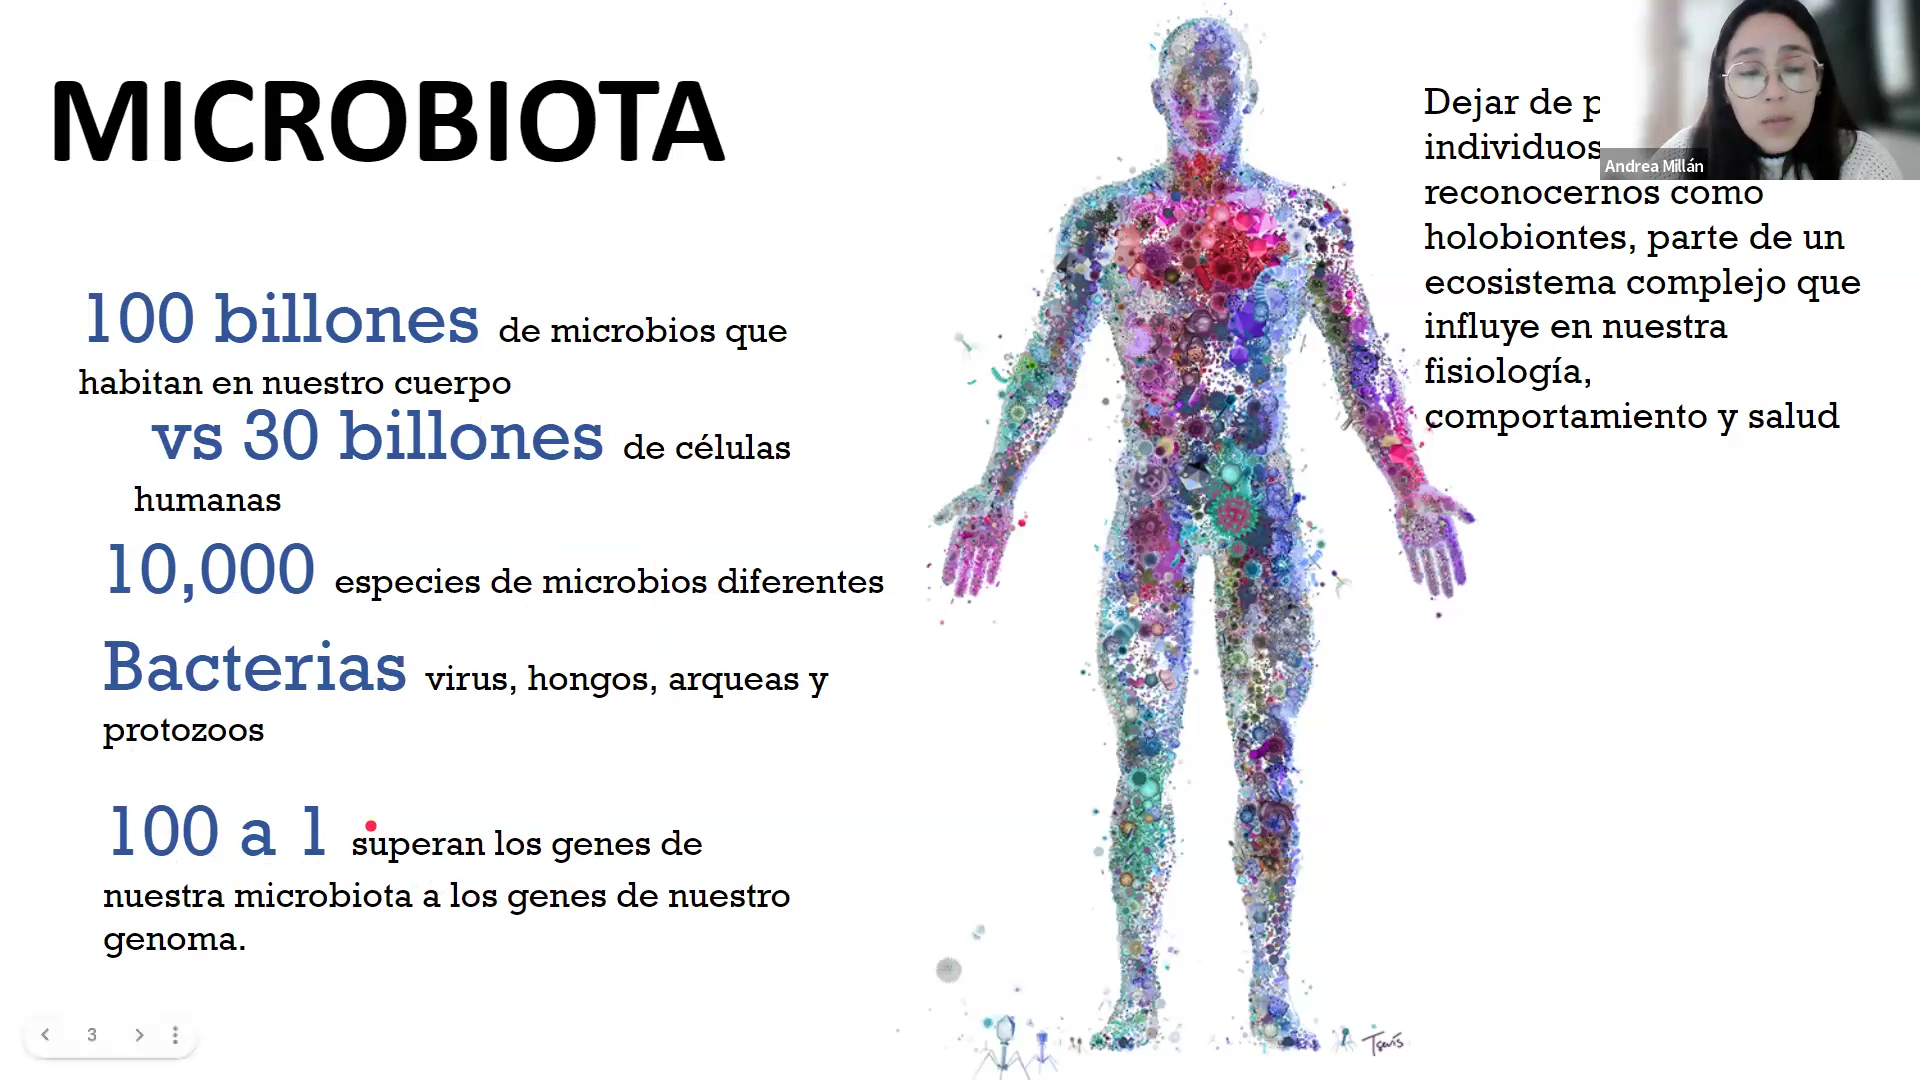 MICROBIOTA
100 billones de microbios que
habitan en nuestro cuerpo
vs 30 billones de células
humanas
10,000 especies de microbios diferentes
Bacterias virus, hongos, arqueas y
protozoos
100 a 1 superan los genes de
nuestra microbiota a los genes de nuestro
genoma.
Dejar de
individuos
reconocernos como
holobiontes, parte de un
ecosistema complejo que
influye en nuestra
fisiología,
comportamiento y salud
Andrea Millán
3
Tsevis